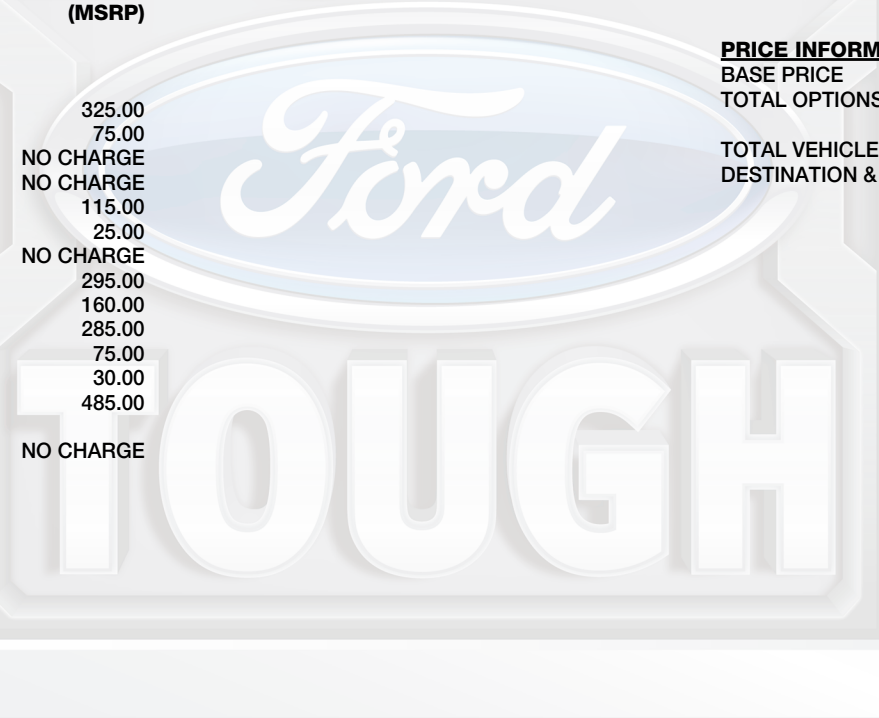 (MSRP)
325.00
75.00
NO CHARGE
NO CHARGE
115.00
25.00
NO CHARGE
295.00
160.00
285.00
75.00
30.00
485.00
NO CHARGE
PRICE INFORM
BASE PRICE
TOTAL OPTIONS
TOTAL VEHICLE
DESTINATION &
Ford
TOUGH